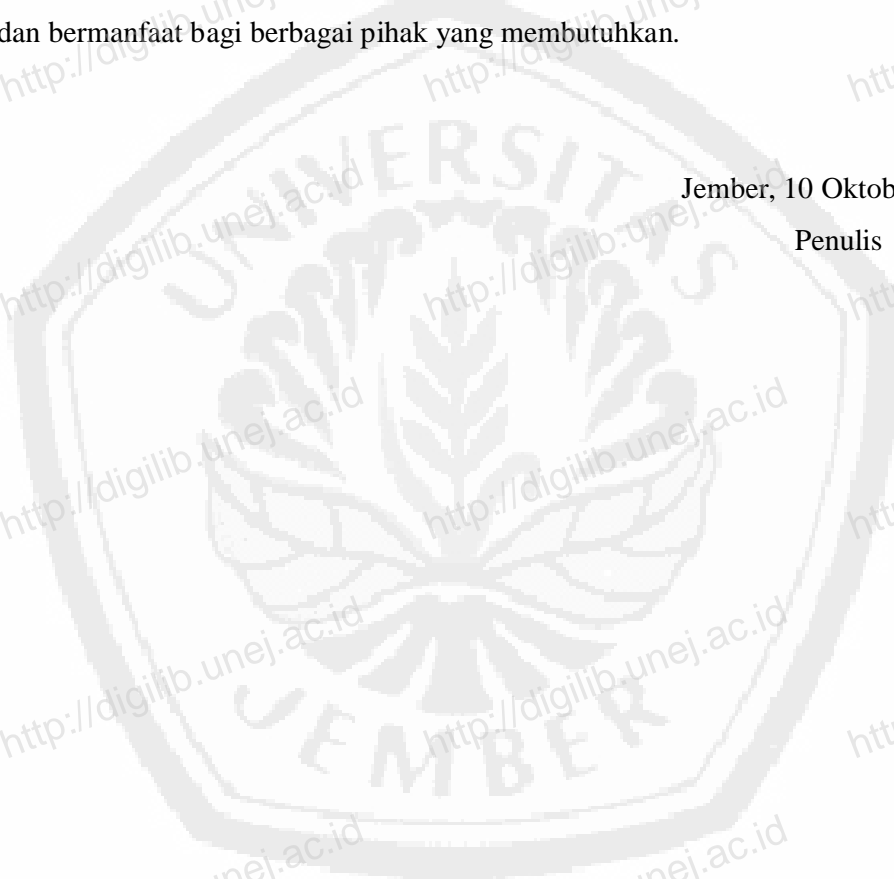 dan bermanfaat bagi berbagai pihak yang membutuhkan.
Jember, 10 Oktob
Penulis
UNIVERSITAS
JEMBER
http://digilib.unej.ac.id
http://digilib.unej.ac.id
http://digilib.unej.ac.id
http://digilib.unej.ac.id
http://digilib.unej.ac.id
http://digilib.unej.ac.id